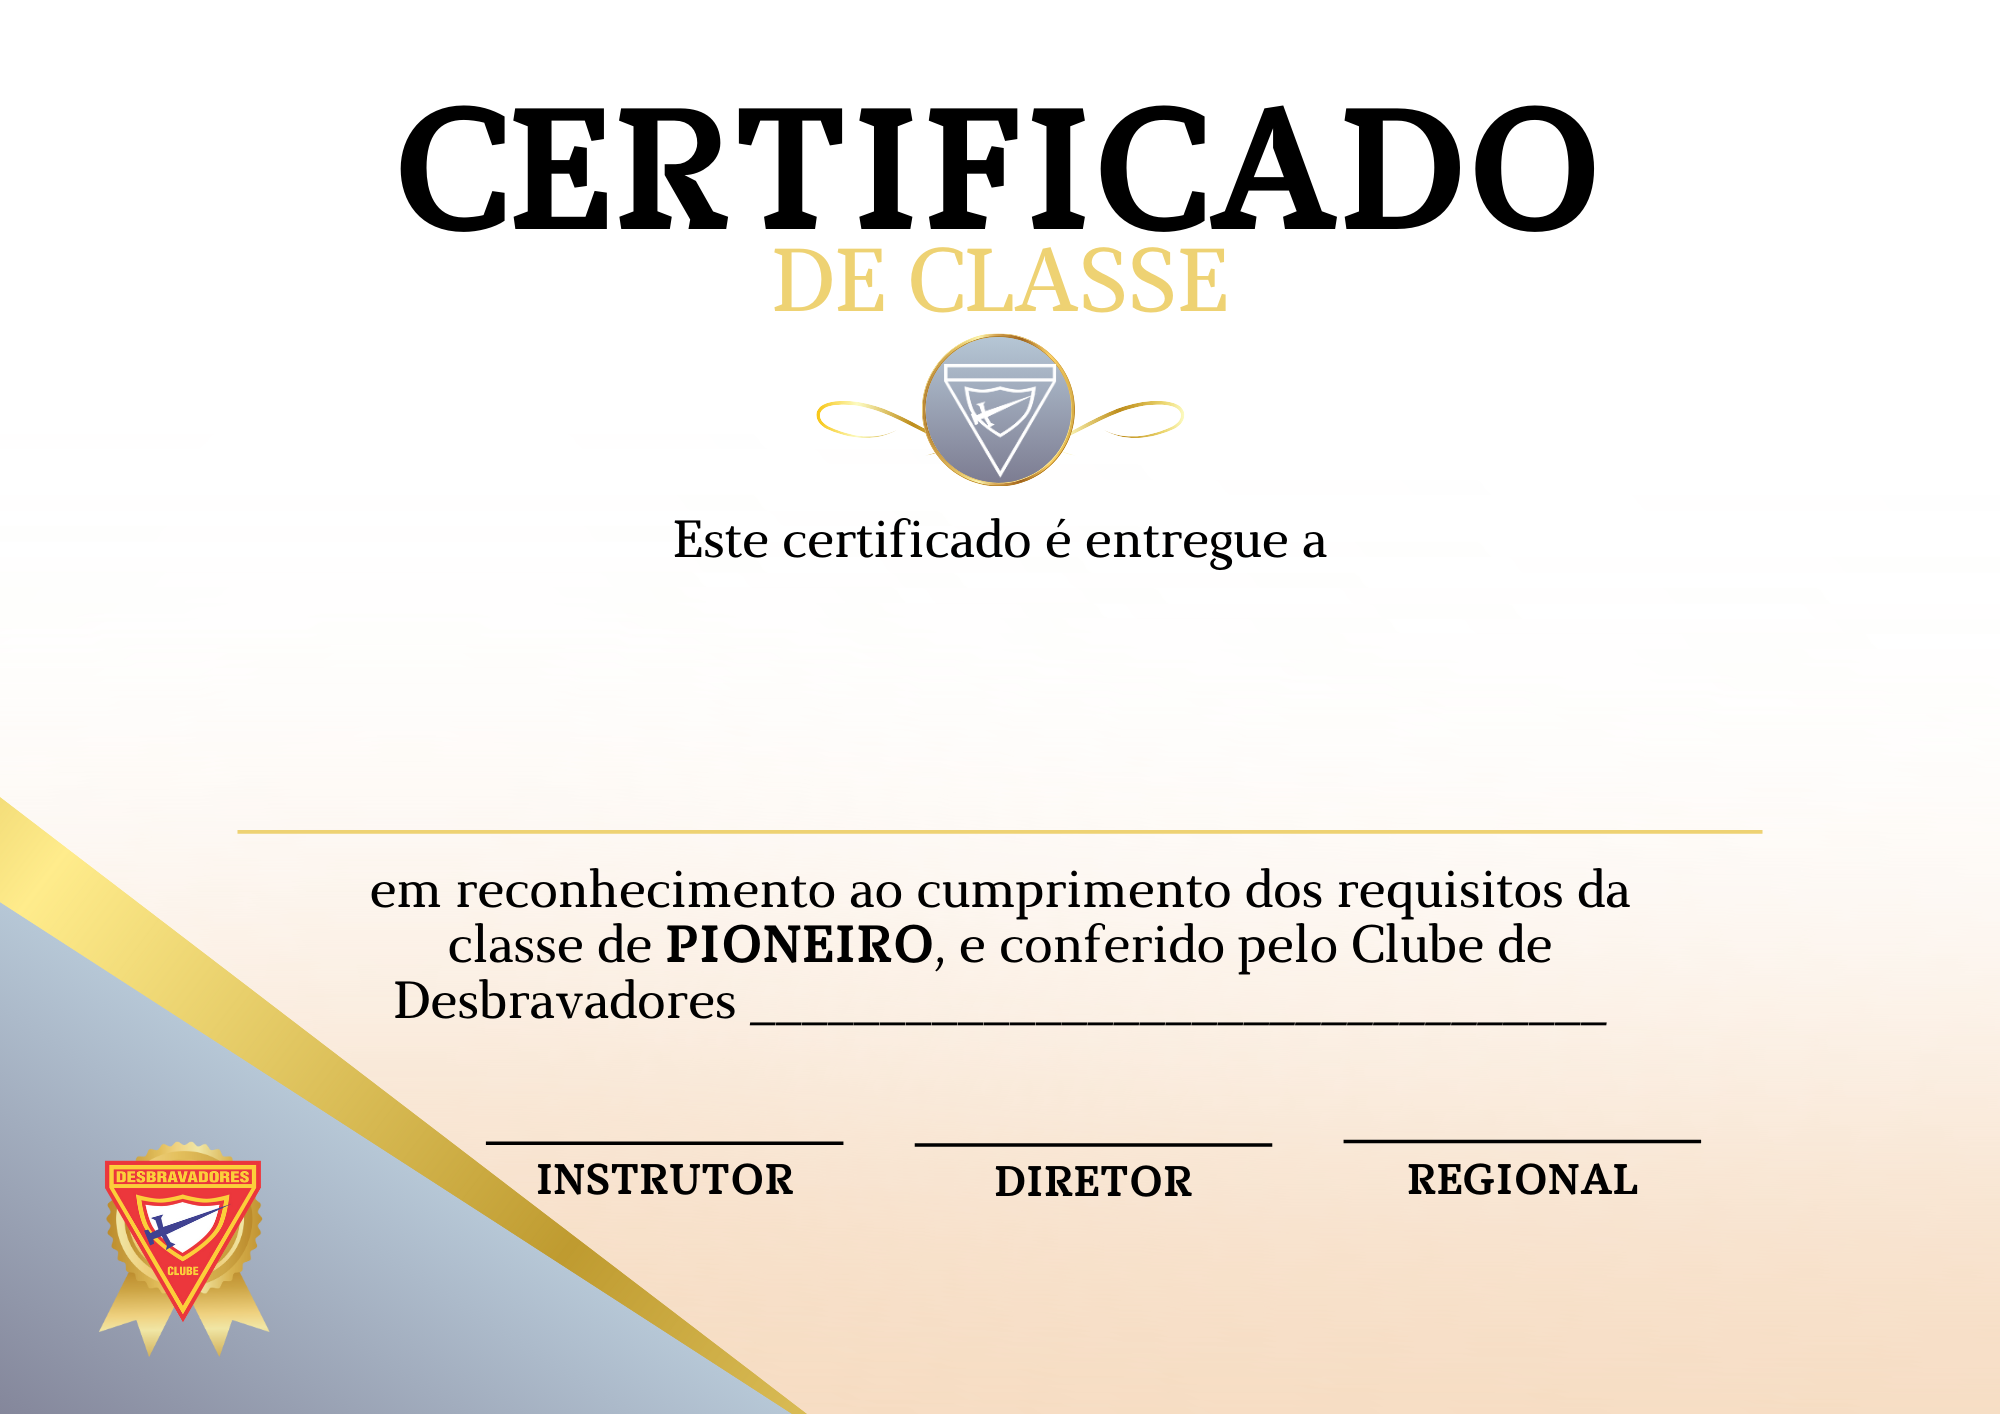 CERTIFICADO
DE CLASSE
Este certificado é entregue a
em reconhecimento ao cumprimento dos requisitos da
classe de PIONEIRO, e conferido pelo Clube de
Desbravadores _________________________________
INSTRUTOR
DIRETOR
REGIONAL
DESBRAVADORES
CLUBE